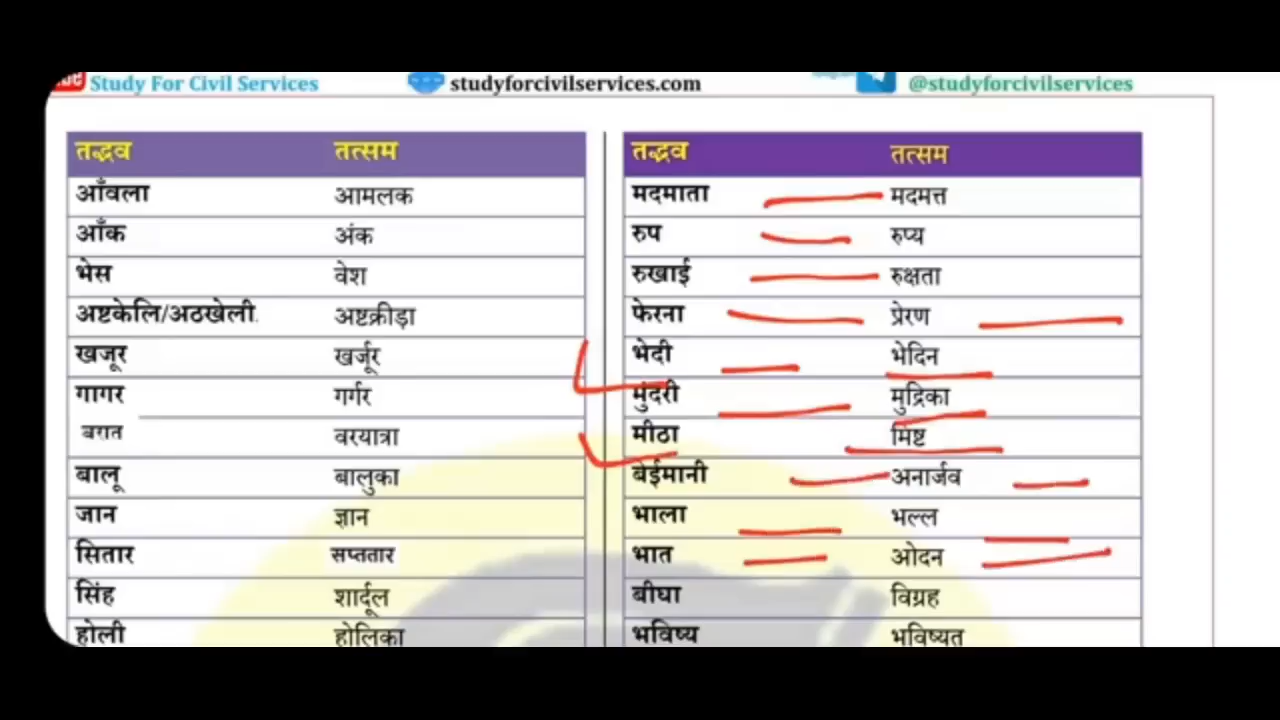 Study For Civil Services studyforcivilservices.com @studyforcivilservices
तद्भव तत्सम
आँवला आमलक
आँक अंक
भेस वेश
अष्टकेलि/अठखेली अष्टक्रीड़ा
खजूर खर्जूर
गागर गर्गर
बरात वरयात्रा
बालू बालुका
जान ज्ञान
सितार सप्ततार
सिंह शार्दूल
होली होलिका
तद्भव तत्सम
मदमाता मदमत्त
रुप रुप्य
रुखाई रुक्षता
फेरना प्रेरण
भेदी भेदिन
मुंदरी मुद्रिका
मीठा मिष्ट
बेईमानी अनार्जव
भाला भल्ल
भात ओदन
बीघा विग्रह
भविष्य भविष्यत